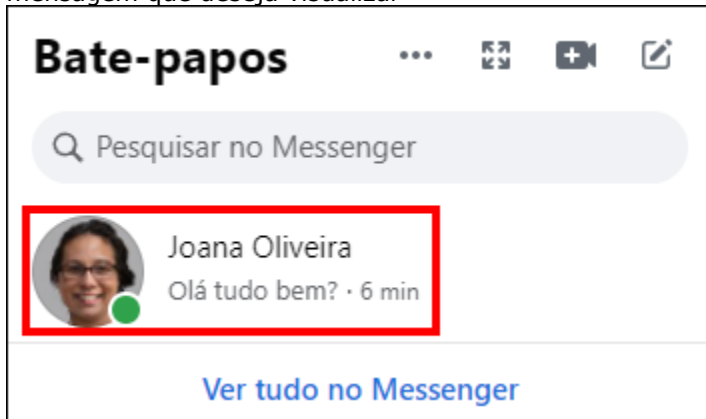 mensagem que deseja visualizar
Bate-papos
Pesquisar no Messenger
Joana Oliveira
Olá tudo bem? · 6 min
Ver tudo no Messenger